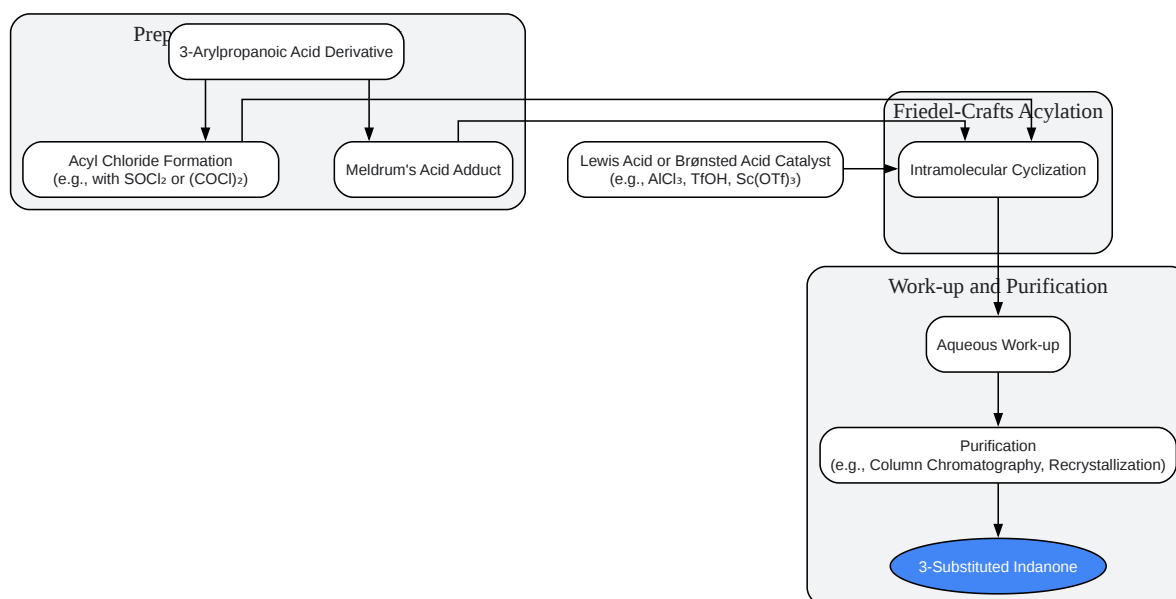 3-Arylpropanoic Acid Derivative
Acyl Chloride Formation
(e.g., with SOCl₂ or (COCl)₂)
Meldrum's Acid Adduct
Lewis Acid or Brønsted Acid Catalyst
(e.g., AlCl₃, TfOH, Sc(OTf)₃)
Friedel-Crafts Acylation
Intramolecular Cyclization
Work-up and Purification
Aqueous Work-up
Purification
(e.g., Column Chromatography, Recrystallization)
3-Substituted Indanone